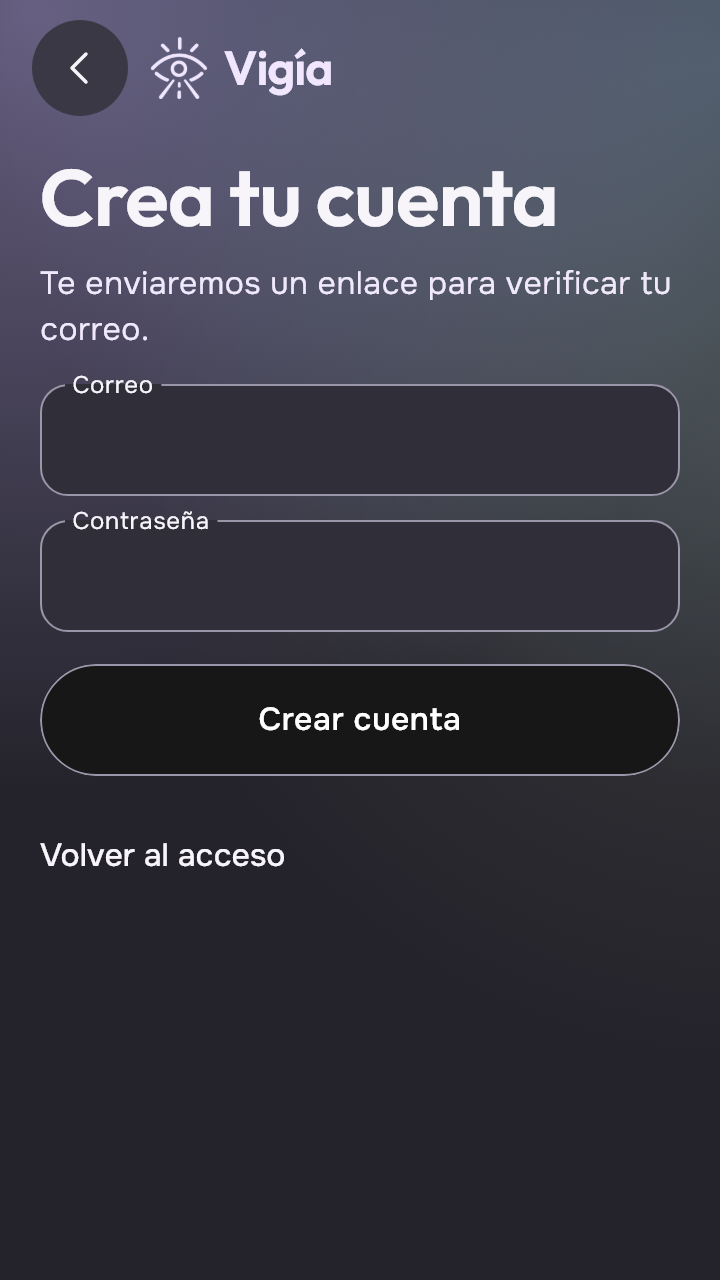 Vigía
Crea tu cuenta
Te enviaremos un enlace para verificar tu
correo.
Correo
Contraseña
Crear cuenta
Volver al acceso